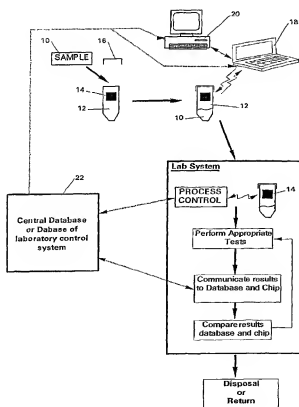 20
18
10
SAMPLE
16
14
12
12
10
22
Central Database
or Dabase of
laboratory control
system
Lab System
PROCESS
CONTROL
14
Perform Appropriate
Tests
Communicate results
to Database and Chip
Compare results
database and chip
Disposal
or
Return